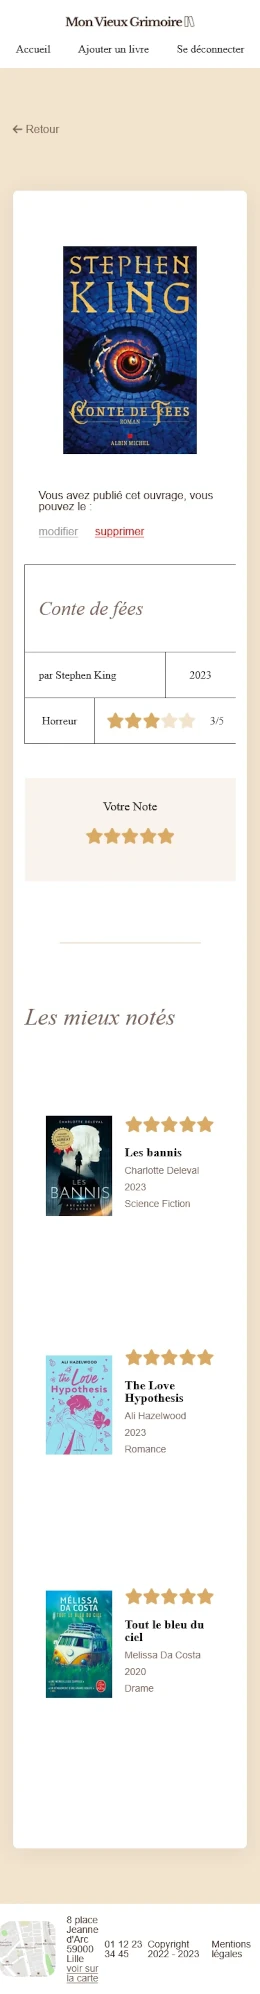 Mon Vieux Grimoire
Accueil Ajouter un livre Se déconnecter
Retour
STEPHEN
KING
CONTE DE FÉES
ROMAN
ALBIN MICHEL
Vous avez publié cet ouvrage, vous
pouvez le :
modifier supprimer
Conte de fées
par Stephen King 2023
Horreur 3/5
Votre Note
Les mieux notés
CHARLOTTE DELEVAL
LES
BANNIS
Les bannis
Charlotte Deleval
2023
Science Fiction
ALI HAZELWOOD
the Love
Hypothesis
The Love
Hypothesis
Ali Hazelwood
2023
Romance
MÉLISSA
DA COSTA
TOUT LE BLEU DU CIEL
Tout le bleu du
ciel
Melissa Da Costa
2020
Drame
8 place
Jeanne
d'Arc
59000
Lille
voir sur
la carte
01 12 23
34 45
Copyright
2022 - 2023
Mentions
légales